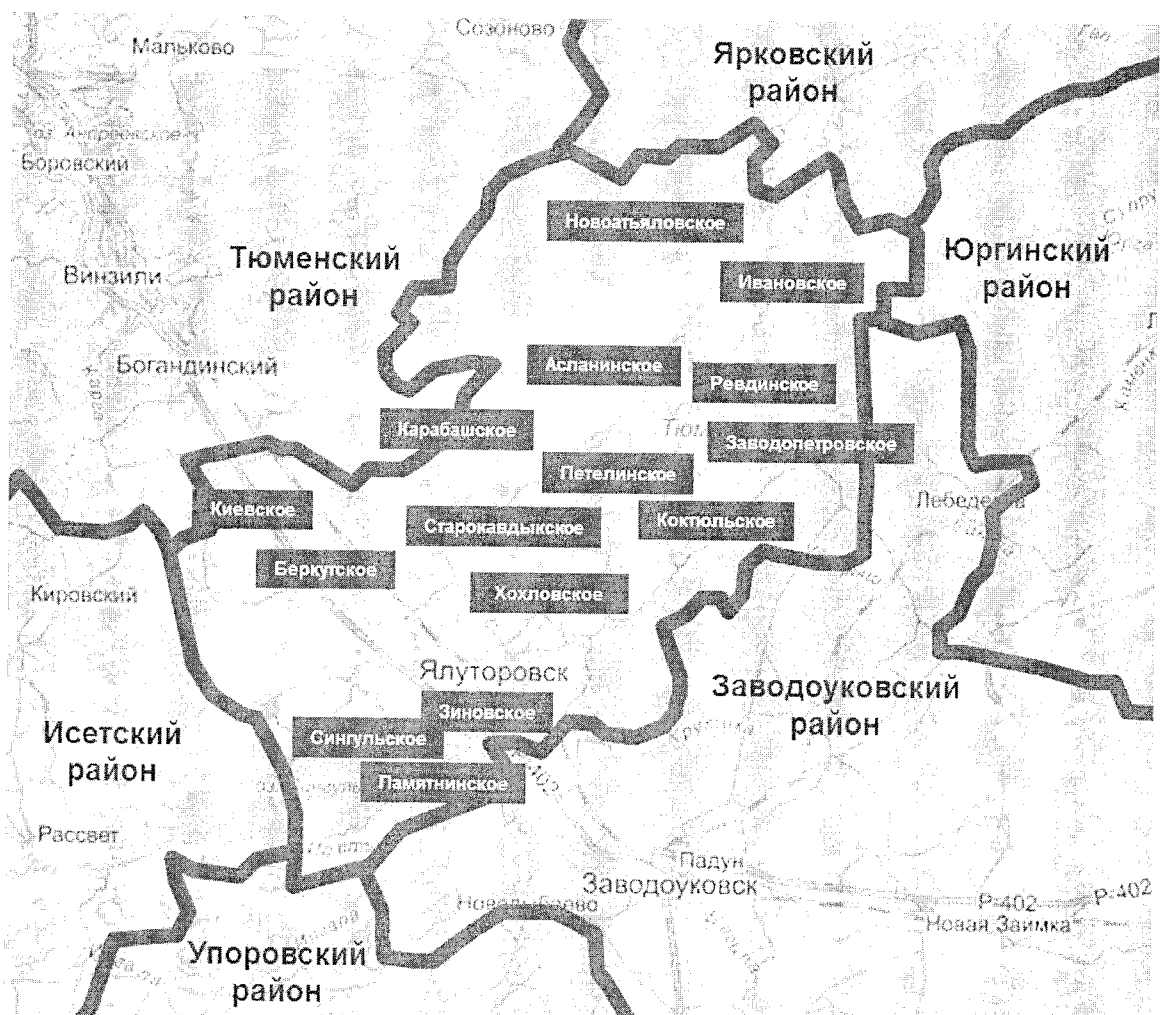 Созоново
Мальково
Ярковский
район
оз. Андреевское
Боровский
Новоатьяловское
Тюменский
район
Винзили
Юргинский
район
Ивановское
Богандинский
Асланинское
Ревдинское
Карабашское
Заводопетровское
Петелинское
Киевское
Старокавдыкское
Коктюльское
Беркутское
Кировский
Хохловское
Ялуторовск
Заводоуковский
район
Зиновское
Исетский
район
Сингульское
Памятнинское
Рассвет
Падун
Заводоуковск
Р-402
Р-402
Новая Заимка
Упоровский
район